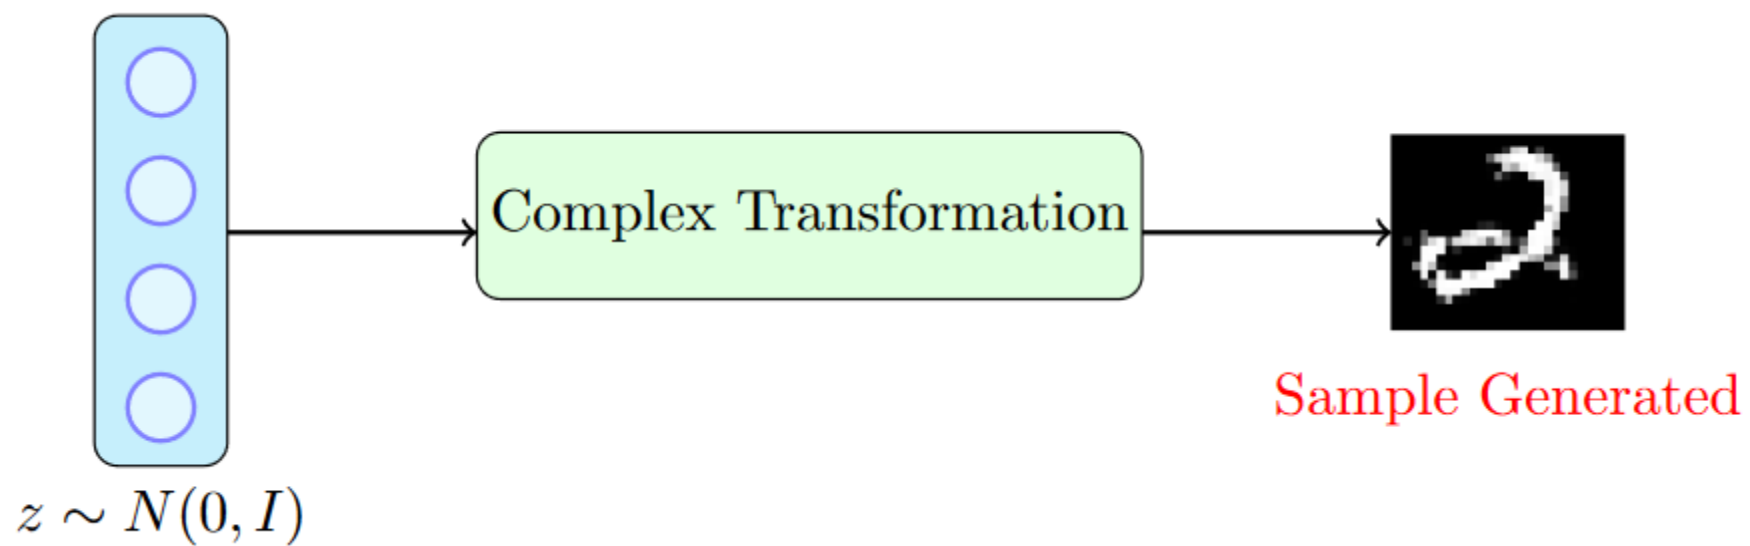 Complex Transformation
Sample Generated
z ∼ N(0, I)